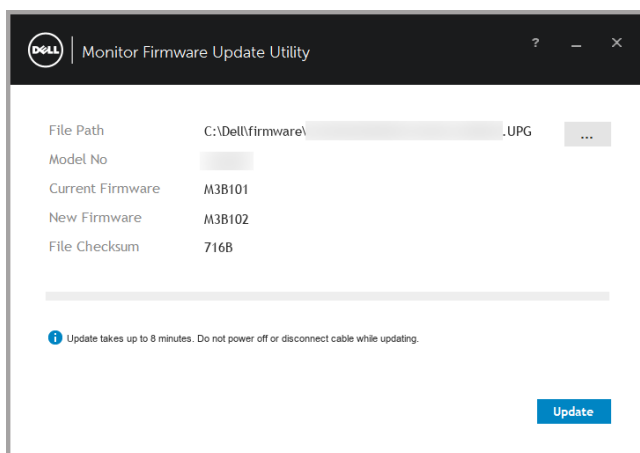 DELL Monitor Firmware Update Utility ? _ ×
File Path C:\Dell\firmware\ .UPG ...
Model No
Current Firmware M3B101
New Firmware M3B102
File Checksum 716B
Update takes up to 8 minutes. Do not power off or disconnect cable while updating.
Update